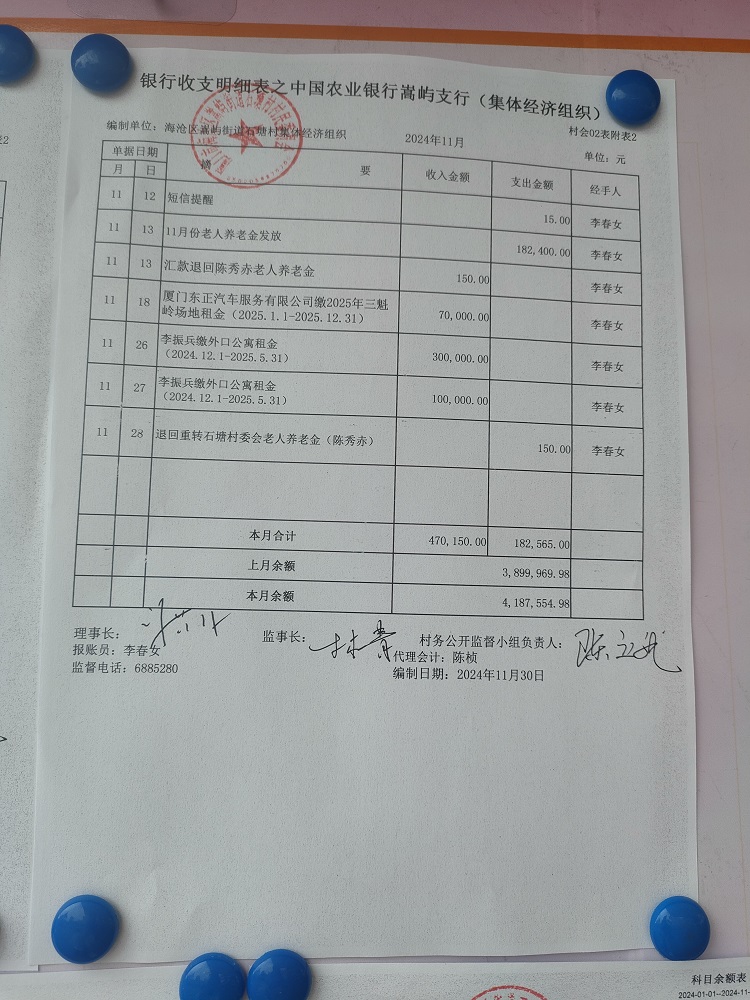 银行收支明细表之中国农业银行嵩屿支行（集体经济组织）
村会02表附表2
编制单位：海沧区嵩屿街道石塘村集体经济组织 2024年11月 单位：元
单据日期 摘 要 收入金额 支出金额 经手人
月 日
11 12 短信提醒 15.00 李春女
11 13 11月份老人养老金发放 182,400.00 李春女
11 13 汇款退回陈秀赤老人养老金 150.00 李春女
11 18 厦门东正汽车服务有限公司缴2025年三魁
岭场地租金（2025.1.1-2025.12.31） 70,000.00 李春女
11 26 李振兵缴外口公寓租金
（2024.12.1-2025.5.31） 300,000.00 李春女
11 27 李振兵缴外口公寓租金
（2024.12.1-2025.5.31） 100,000.00 李春女
11 28 退回重转石塘村委会老人养老金（陈秀赤） 150.00 李春女
本月合计 470,150.00 182,565.00
上月余额 3,899,969.98
本月余额 4,187,554.98
理事长： 监事长： 村务公开监督小组负责人：
报账员：李春女 代理会计：陈桢
监督电话：6885280 编制日期：2024年11月30日
科目余额表
2024-01-01--2024-11-